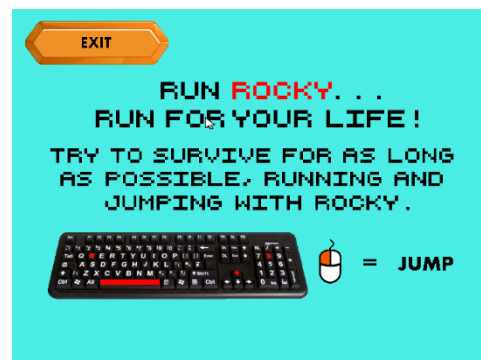 EXIT
RUN ROCKY...
RUN FOR YOUR LIFE!
TRY TO SURVIVE FOR AS LONG
AS POSSIBLE, RUNNING AND
JUMPING WITH ROCKY.
Q W E R T Y U I O P
A S D F G H J K L
Z X C V B N M
= JUMP